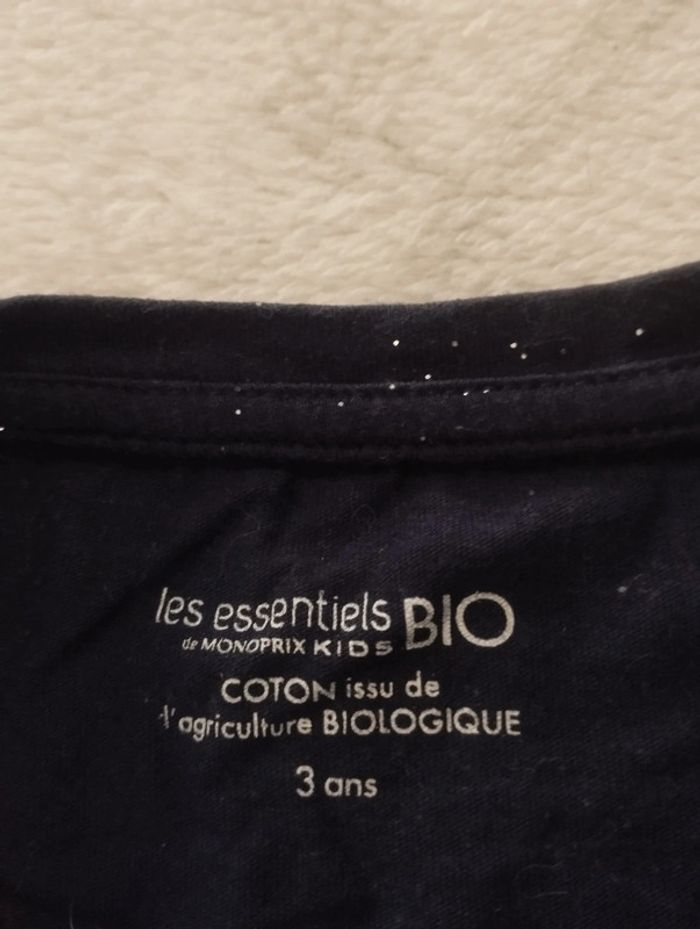 les essentiels BIO
de MONOPRIX KIDS
COTON issu de
l'agriculture BIOLOGIQUE
3 ans